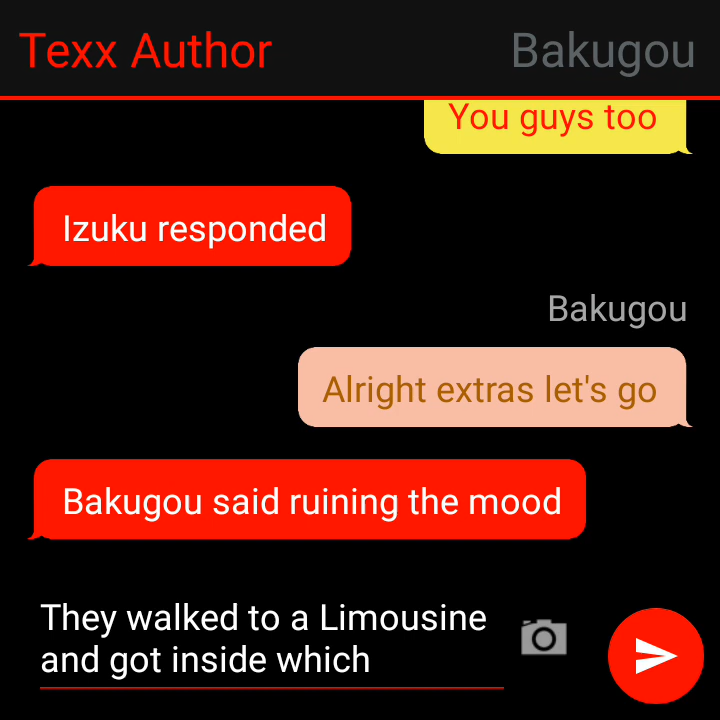 Texx Author
Bakugou
You guys too
Izuku responded
Bakugou
Alright extras let's go
Bakugou said ruining the mood
They walked to a Limousine
and got inside which